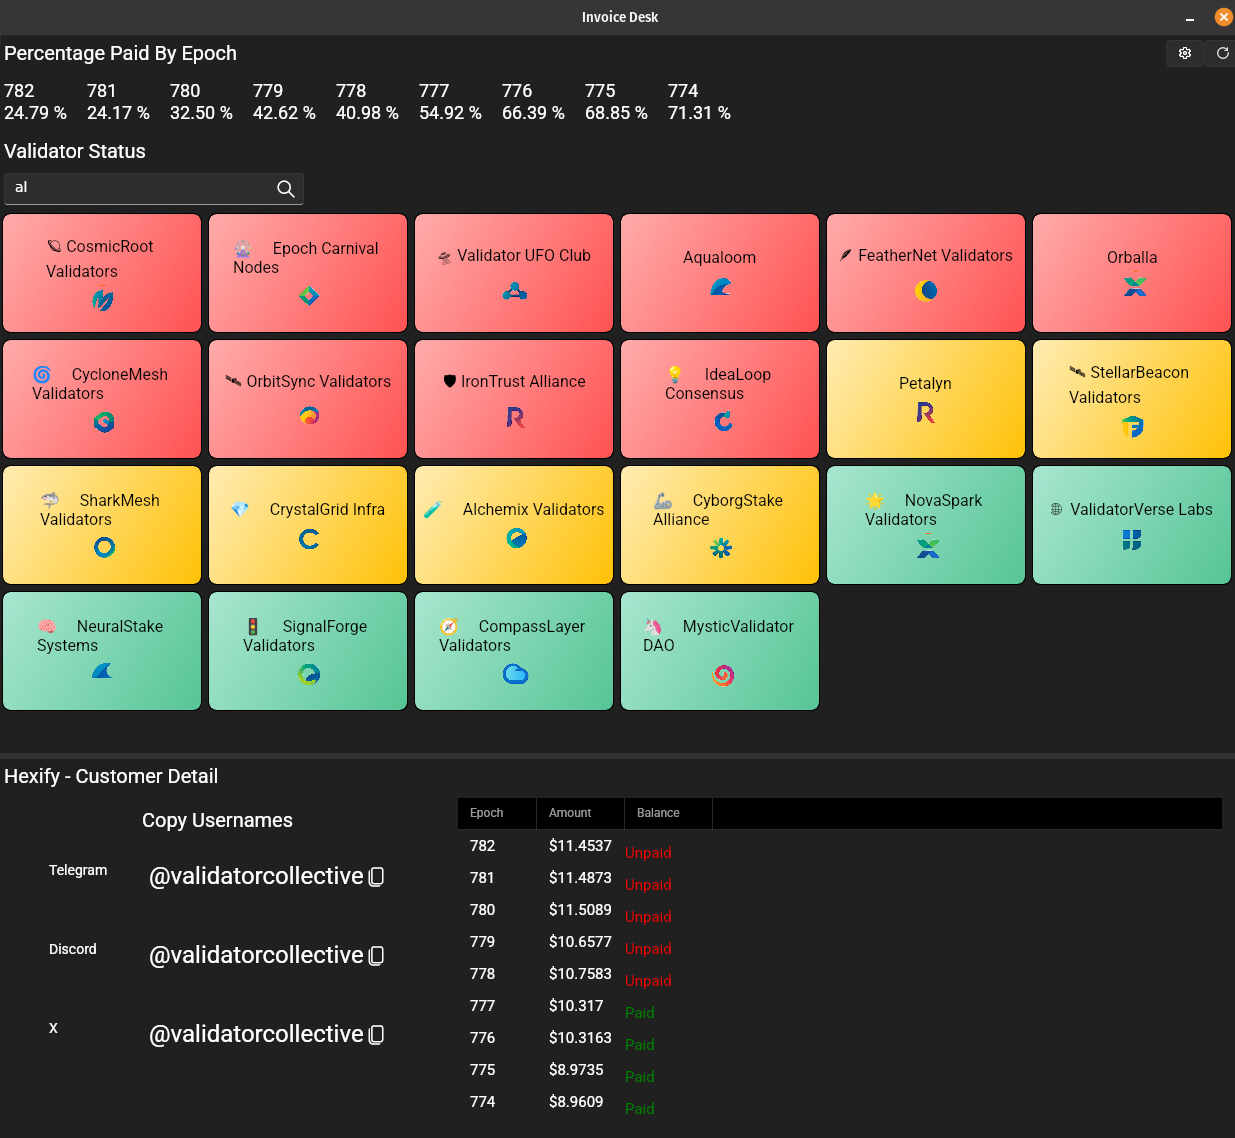 Invoice Desk
Percentage Paid By Epoch
782 781 780 779 778 777 776 775 774
24.79 % 24.17 % 32.50 % 42.62 % 40.98 % 54.92 % 66.39 % 68.85 % 71.31 %
Validator Status
al
CosmicRoot
Validators
Epoch Carnival
Nodes
Validator UFO Club
Aqualoom
FeatherNet Validators
Orballa
CycloneMesh
Validators
OrbitSync Validators
IronTrust Alliance
IdeaLoop
Consensus
Petalyn
StellarBeacon
Validators
SharkMesh
Validators
CrystalGrid Infra
Alchemix Validators
CyborgStake
Alliance
NovaSpark
Validators
ValidatorVerse Labs
NeuralStake
Systems
SignalForge
Validators
CompassLayer
Validators
MysticValidator
DAO
Hexify - Customer Detail
Copy Usernames
Telegram @validatorcollective
Discord @validatorcollective
X @validatorcollective
Epoch Amount Balance
782 $11.4537 Unpaid
781 $11.4873 Unpaid
780 $11.5089 Unpaid
779 $10.6577 Unpaid
778 $10.7583 Unpaid
777 $10.317 Paid
776 $10.3163 Paid
775 $8.9735 Paid
774 $8.9609 Paid